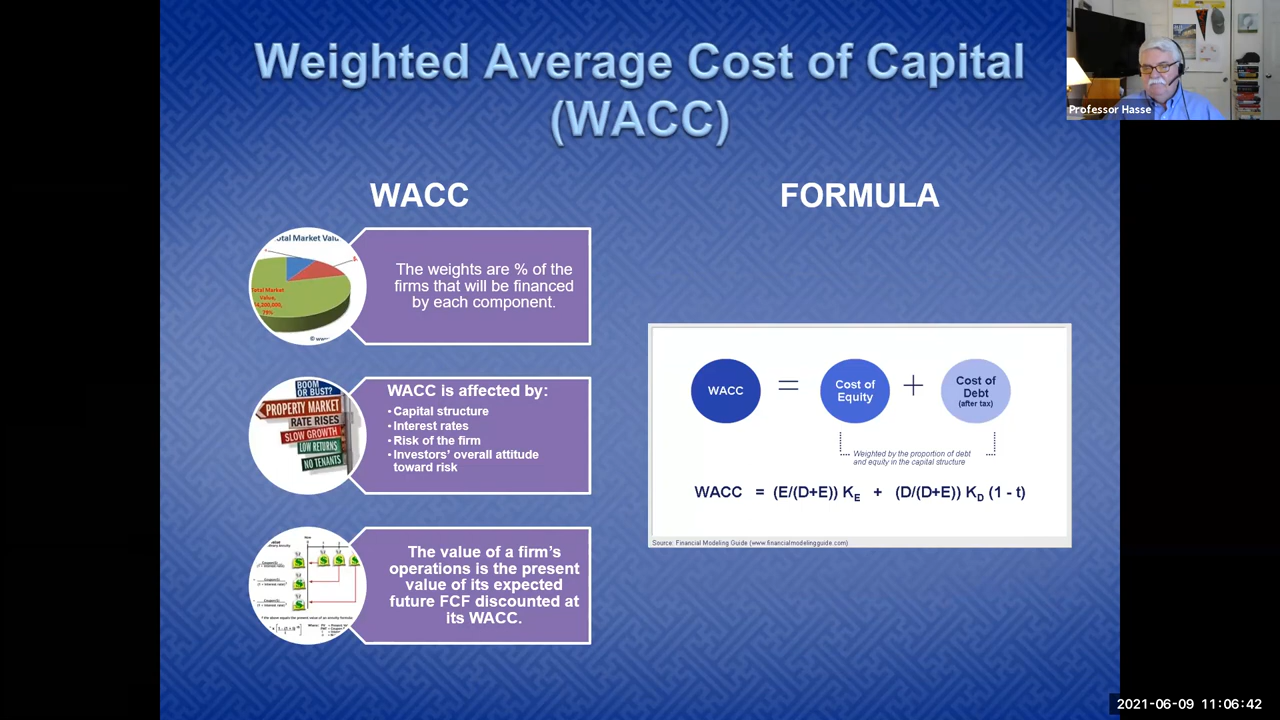 Weighted Average Cost of Capital
(WACC)
Professor Hasse
WACC
FORMULA
The weights are % of the
firms that will be financed
by each component.
Total Market
Value,
79%
BOOM
OR BUST?
PROPERTY MARKET
RATE RISES
SLOW GROWTH
LOW RETURNS
NO TENANTS
WACC is affected by:
• Capital structure
• Interest rates
• Risk of the firm
• Investors' overall attitude
toward risk
The value of a firm's
operations is the present
value of its expected
future FCF discounted at
its WACC.
WACC = Cost of Equity + Cost of Debt (after tax)
Weighted by the proportion of debt
and equity in the capital structure
WACC = (E/(D+E)) KE + (D/(D+E)) KD (1 - t)
Source: Financial Modeling Guide (www.financialmodelingguide.com)
2021-06-09 11:06:42